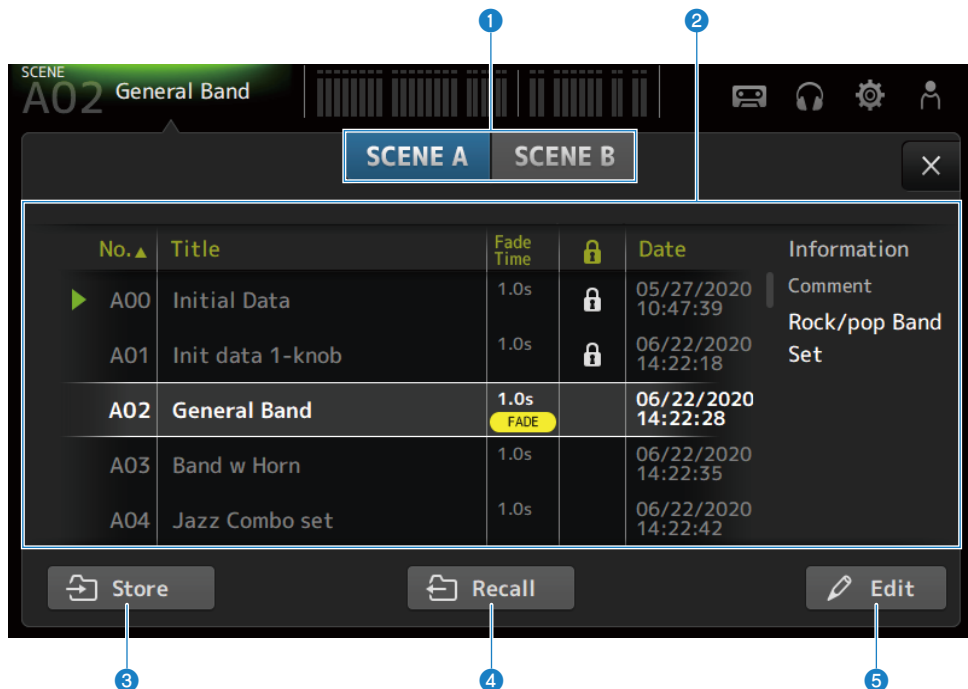 1 2
SCENE
A02 General Band
SCENE A SCENE B
No. Title Fade Time Date Information
A00 Initial Data 1.0s 05/27/2020 10:47:39 Comment
A01 Init data 1-knob 1.0s 06/22/2020 14:22:18 Rock/pop Band Set
A02 General Band 1.0s FADE 06/22/2020 14:22:28
A03 Band w Horn 1.0s 06/22/2020 14:22:35
A04 Jazz Combo set 1.0s 06/22/2020 14:22:42
Store Recall Edit
3 4 5